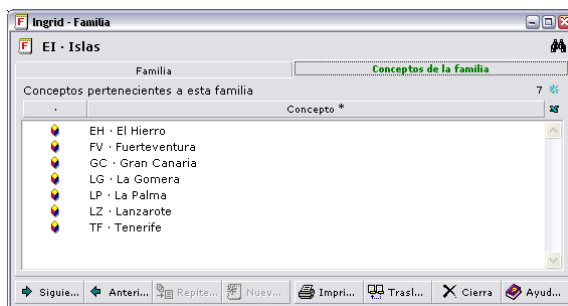 Ingrid - Familia
EI · Islas
Familia Conceptos de la familia
Conceptos pertenecientes a esta familia 7
· Concepto *
EH · El Hierro
FV · Fuerteventura
GC · Gran Canaria
LG · La Gomera
LP · La Palma
LZ · Lanzarote
TF · Tenerife
Siguie... Anteri... Repite... Nuev... Impri... Trasl... Cierra Ayud...